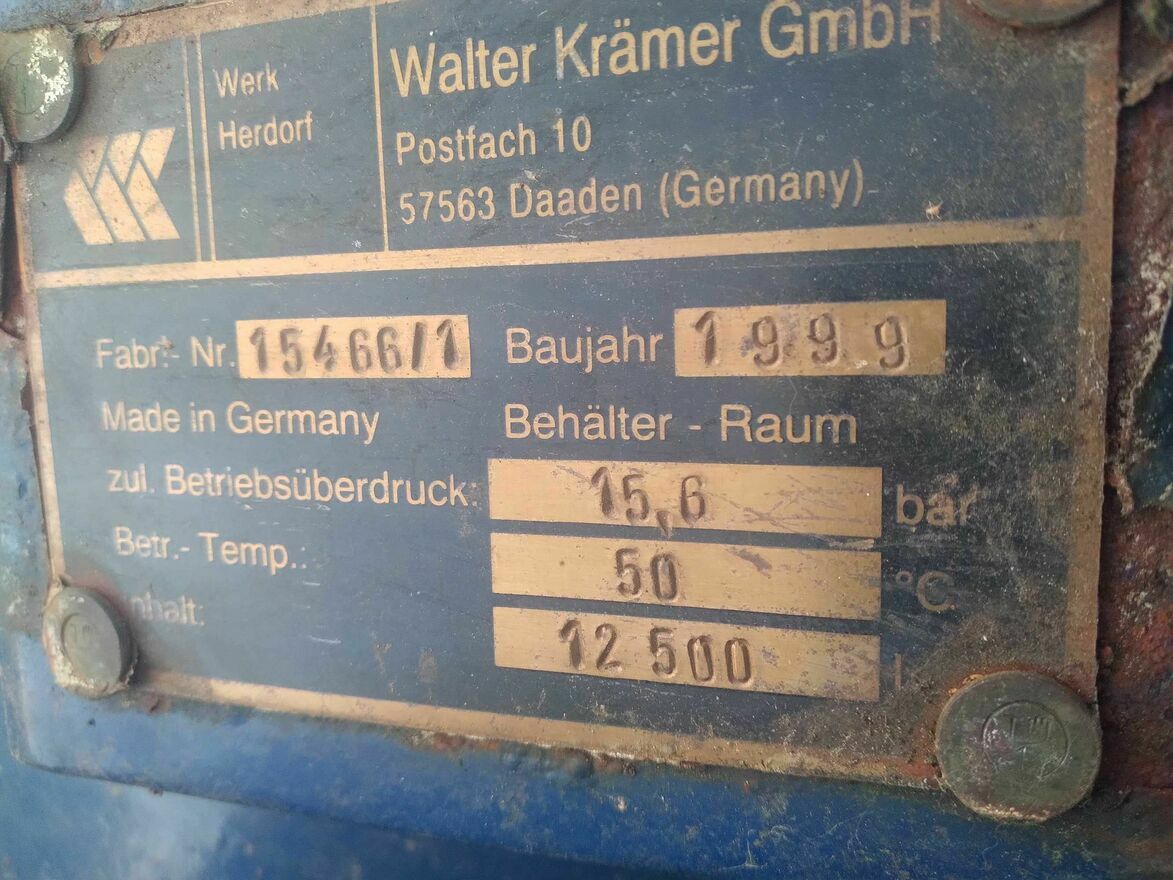 Werk
Herdorf
Walter Krämer GmbH
Postfach 10
57563 Daaden (Germany)
Fabr.- Nr. 15466/1 Baujahr 1999
Made in Germany Behälter - Raum
zul. Betriebsüberdruck: 15,6 bar
Betr.- Temp.: 50 °C
Inhalt: 12 500 l